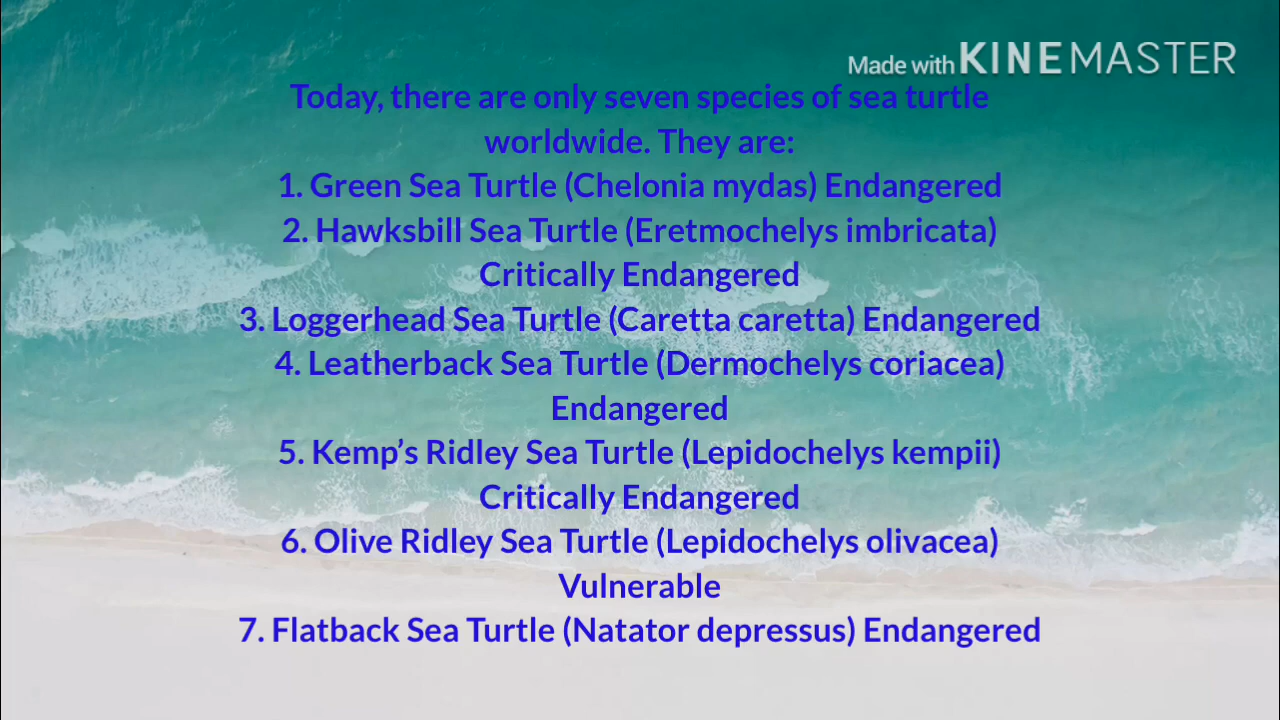 Made with KINEMASTER
Today, there are only seven species of sea turtle
worldwide. They are:
1. Green Sea Turtle (Chelonia mydas) Endangered
2. Hawksbill Sea Turtle (Eretmochelys imbricata)
Critically Endangered
3. Loggerhead Sea Turtle (Caretta caretta) Endangered
4. Leatherback Sea Turtle (Dermochelys coriacea)
Endangered
5. Kemp’s Ridley Sea Turtle (Lepidochelys kempii)
Critically Endangered
6. Olive Ridley Sea Turtle (Lepidochelys olivacea)
Vulnerable
7. Flatback Sea Turtle (Natator depressus) Endangered